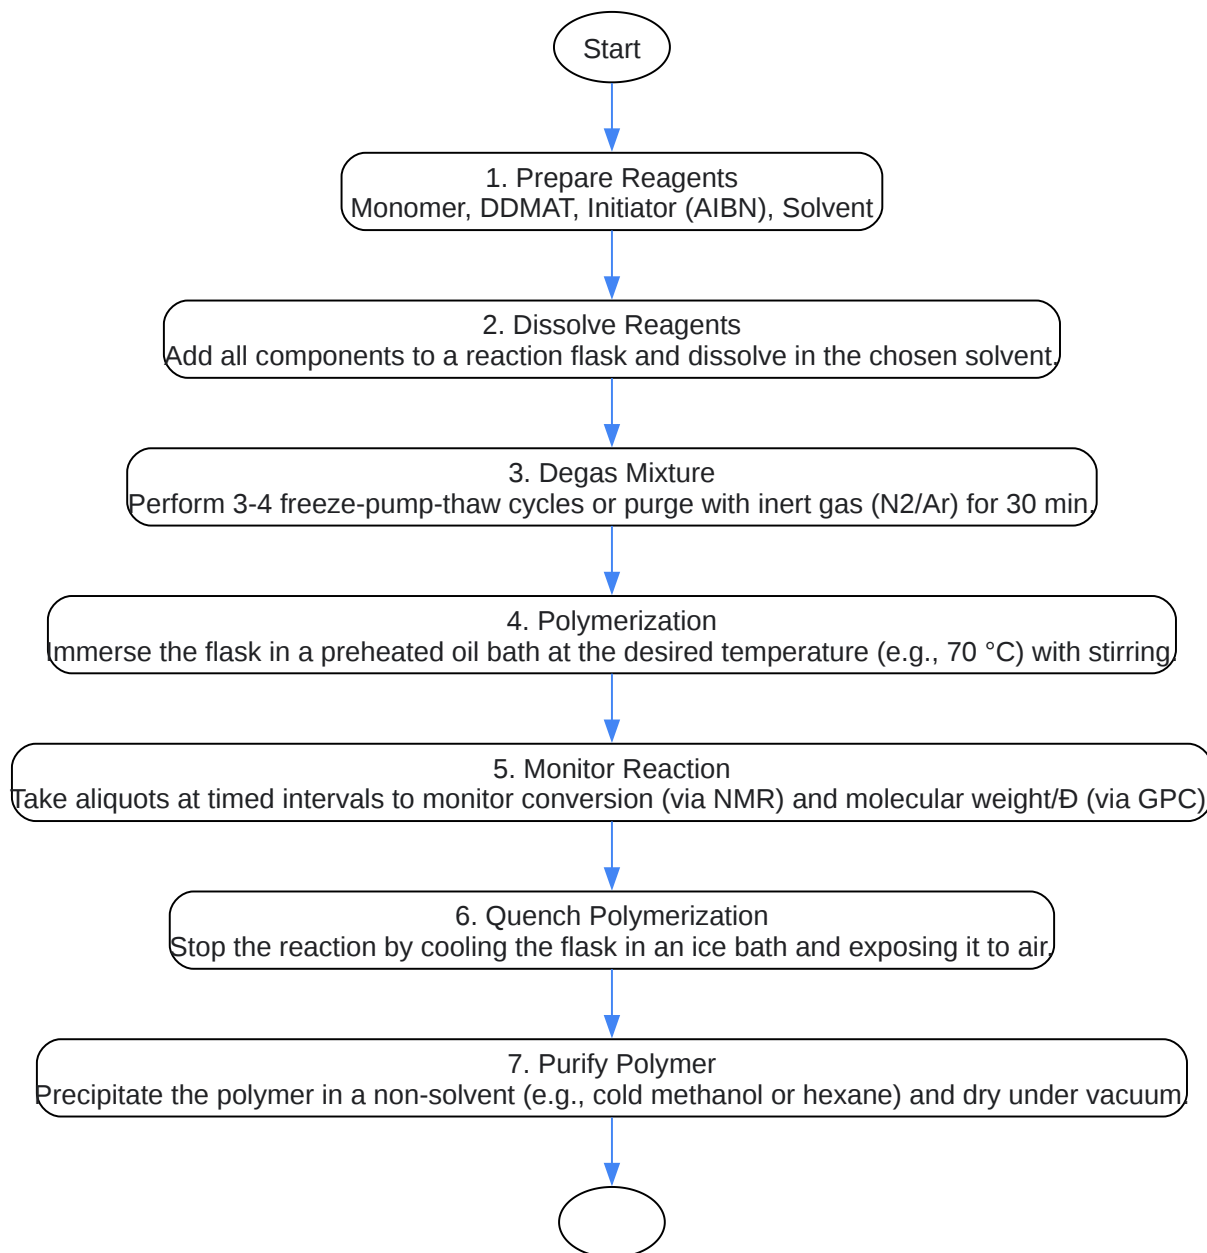 Start
1. Prepare Reagents
Monomer, DDMAT, Initiator (AIBN), Solvent
2. Dissolve Reagents
Add all components to a reaction flask and dissolve in the chosen solvent.
3. Degas Mixture
Perform 3-4 freeze-pump-thaw cycles or purge with inert gas (N2/Ar) for 30 min.
4. Polymerization
Immerse the flask in a preheated oil bath at the desired temperature (e.g., 70 °C) with stirring.
5. Monitor Reaction
Take aliquots at timed intervals to monitor conversion (via NMR) and molecular weight/Đ (via GPC)
6. Quench Polymerization
Stop the reaction by cooling the flask in an ice bath and exposing it to air.
7. Purify Polymer
Precipitate the polymer in a non-solvent (e.g., cold methanol or hexane) and dry under vacuum.